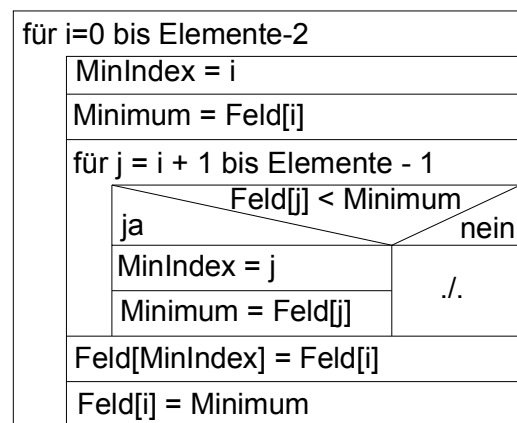 für i=0 bis Elemente-2
MinIndex = i
Minimum = Feld[i]
für j = i + 1 bis Elemente - 1
Feld[j] < Minimum
ja
nein
MinIndex = j
./.
Minimum = Feld[j]
Feld[MinIndex] = Feld[i]
Feld[i] = Minimum